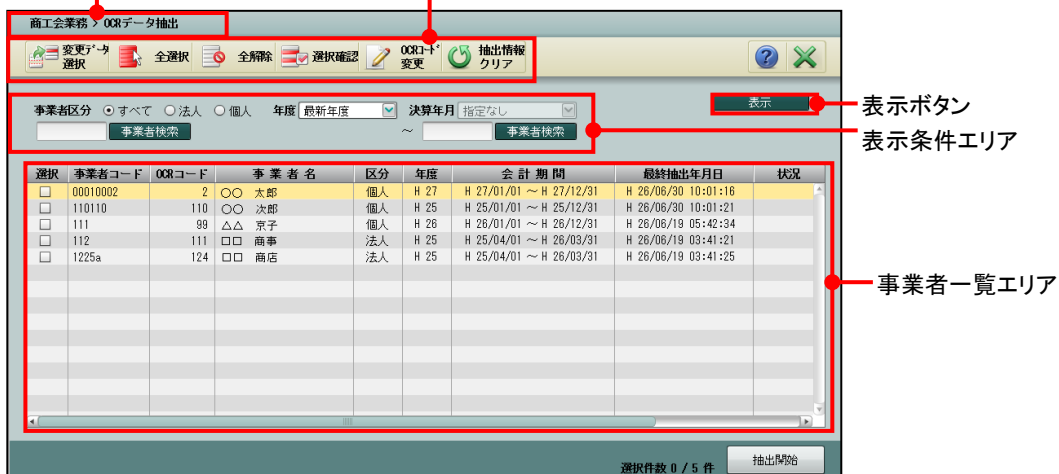 商工会業務 > OCRデータ抽出
変更ﾃﾞｰﾀ選択 全選択 全解除 選択確認 OCRｺｰﾄﾞ変更 抽出情報クリア
事業者区分 すべて 法人 個人 年度 最新年度 決算年月 指定なし 表示
事業者検索 ～ 事業者検索
表示ボタン
表示条件エリア
選択 事業者コード OCRコード 事業者名 区分 年度 会計期間 最終抽出年月日 状況
00010002 2 ○○ 太郎 個人 H 27 H 27/01/01 ～ H 27/12/31 H 26/06/30 10:01:16
110110 110 ○○ 次郎 個人 H 25 H 25/01/01 ～ H 25/12/31 H 26/06/30 10:01:21
111 99 △△ 京子 個人 H 26 H 26/01/01 ～ H 26/12/31 H 26/06/19 05:42:34
112 111 □□ 商事 法人 H 25 H 25/04/01 ～ H 26/03/31 H 26/06/19 03:41:21
1225a 124 □□ 商店 法人 H 25 H 25/04/01 ～ H 26/03/31 H 26/06/19 03:41:25
事業者一覧エリア
選択件数 0 / 5 件 抽出開始